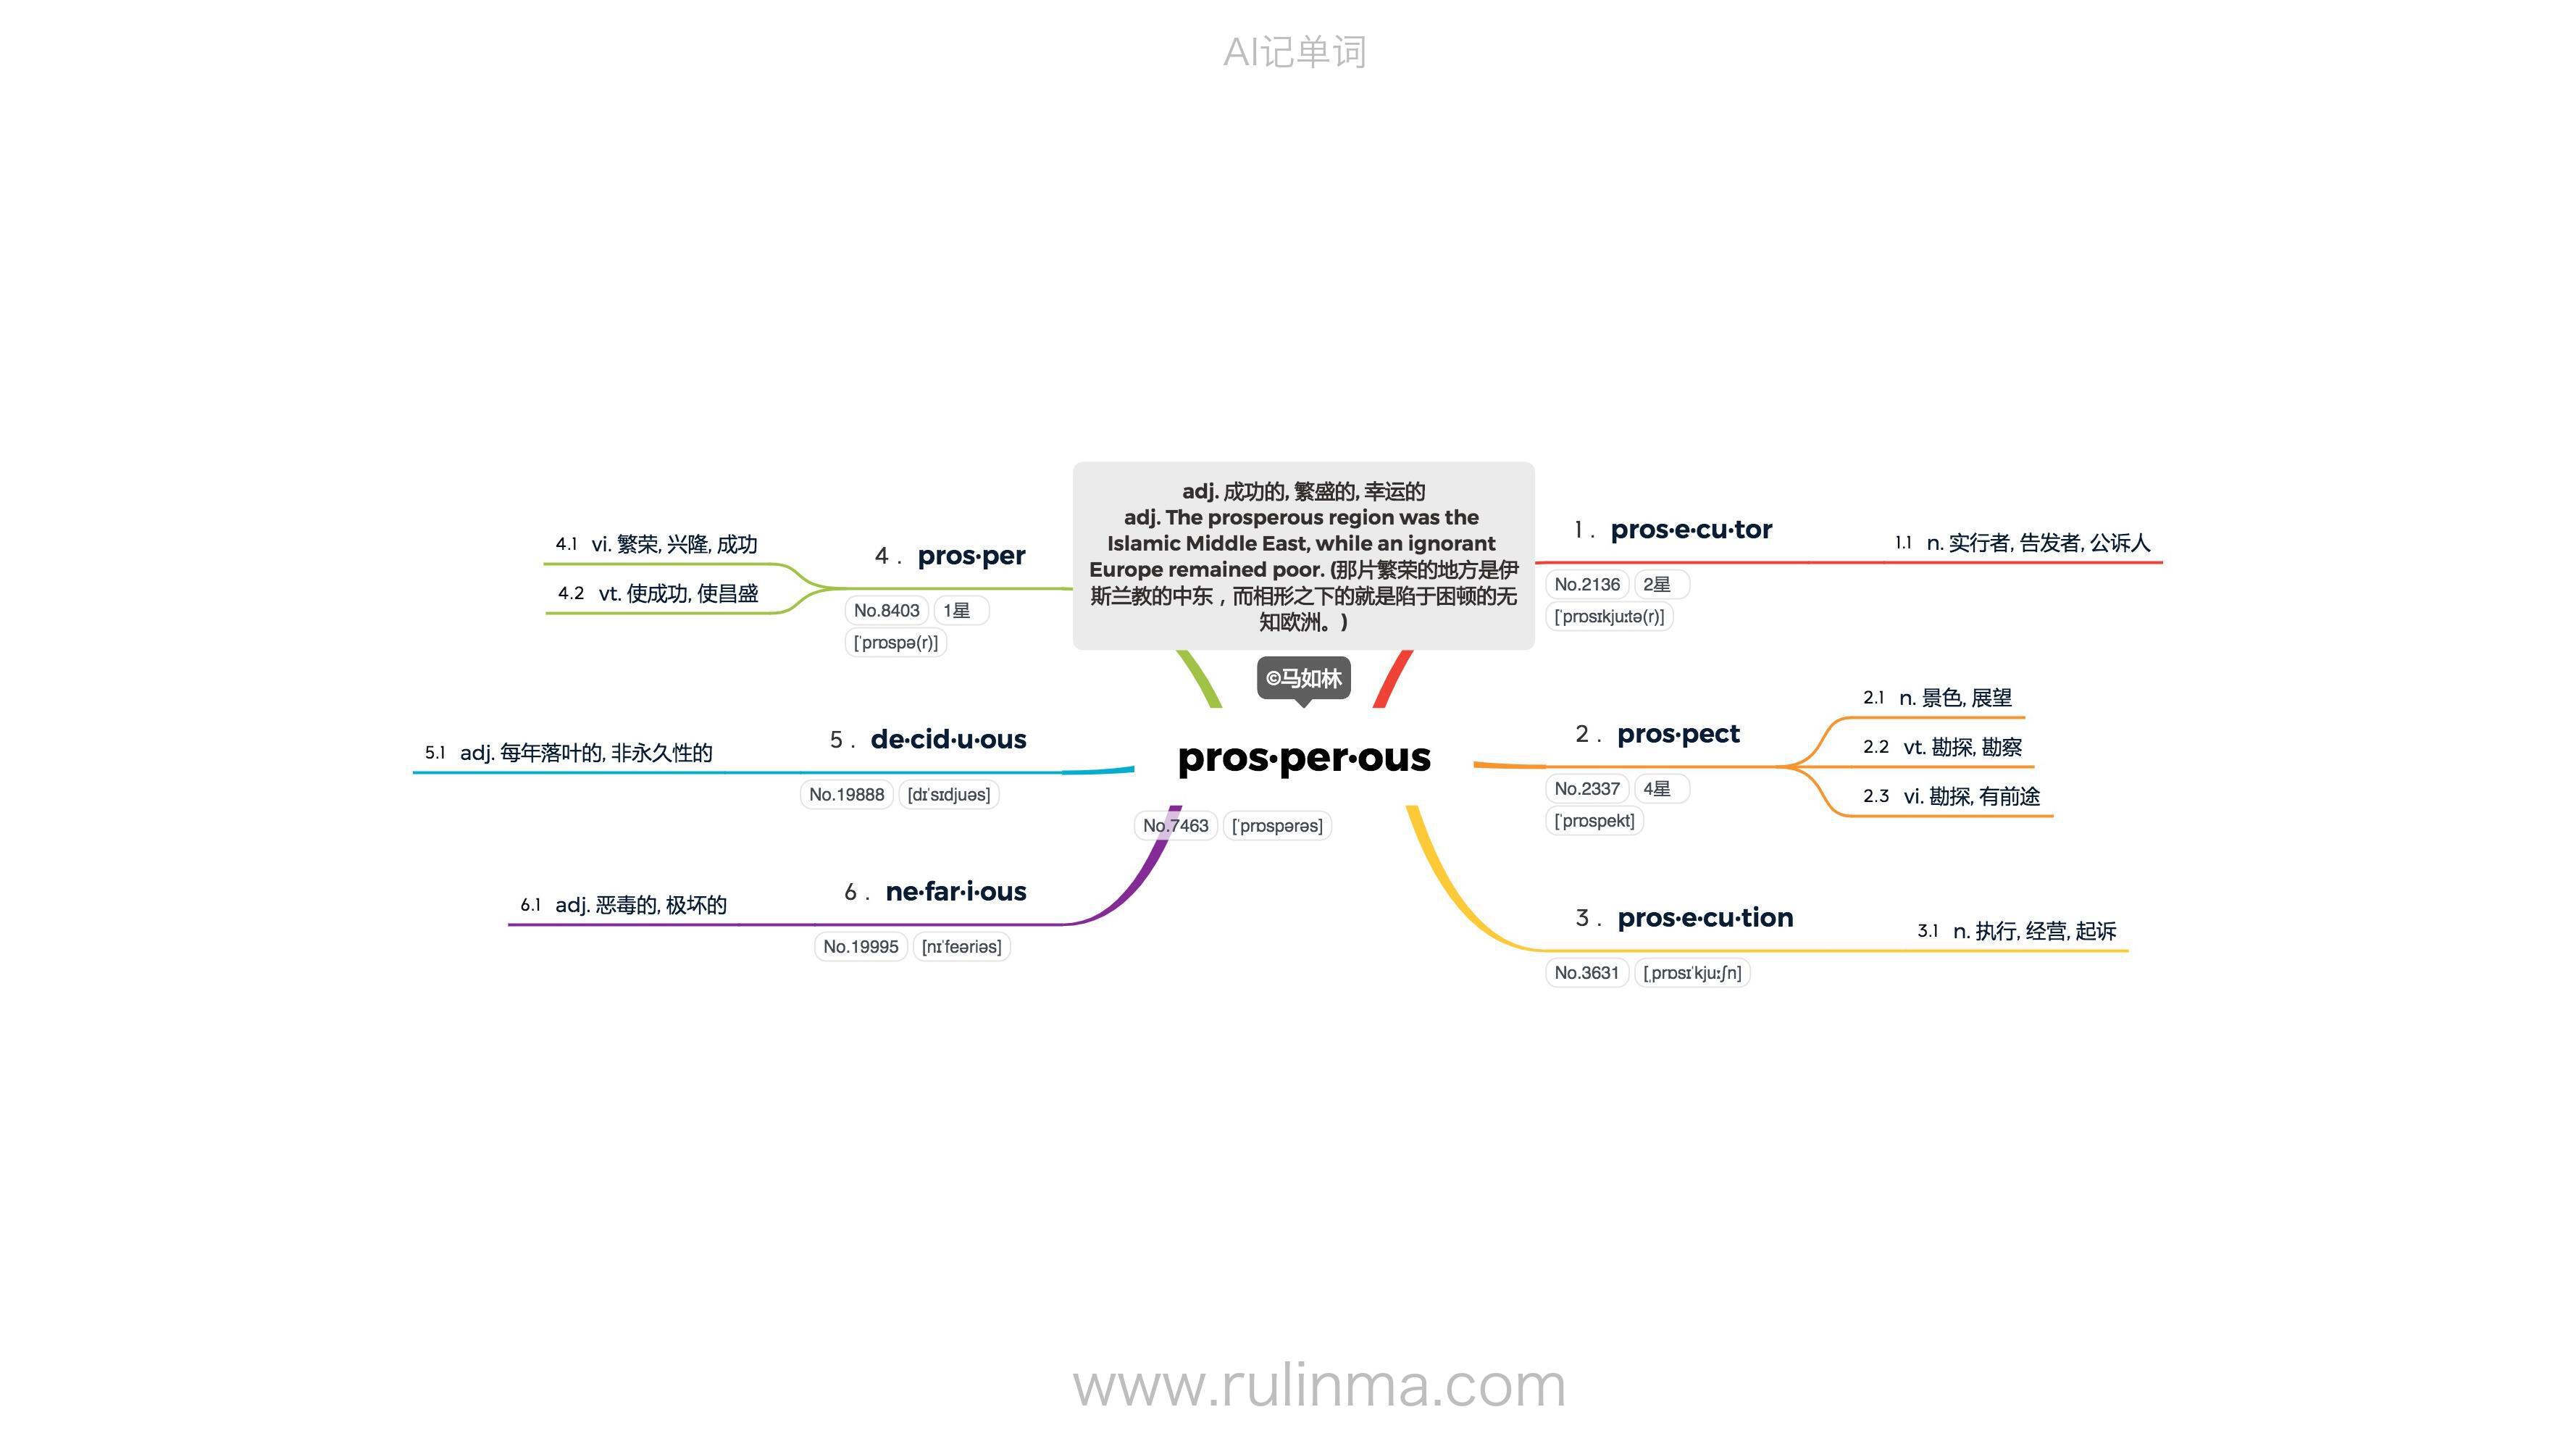 AI记单词
adj. 成功的, 繁盛的, 幸运的
adj. The prosperous region was the
Islamic Middle East, while an ignorant
Europe remained poor. (那片繁荣的地方是伊
斯兰教的中东，而相形之下的就是陷于困顿的无
知欧洲。)
©马如林
pros·per·ous
No.7463 [ˈprɒspərəs]
1 . pros·e·cu·tor
No.2136 2星
[ˈprɒsɪkjuːtə(r)]
1.1 n. 实行者, 告发者, 公诉人
2 . pros·pect
No.2337 4星
[ˈprɒspekt]
2.1 n. 景色, 展望
2.2 vt. 勘探, 勘察
2.3 vi. 勘探, 有前途
3 . pros·e·cu·tion
No.3631 [ˌprɒsɪˈkjuːʃn]
3.1 n. 执行, 经营, 起诉
4 . pros·per
No.8403 1星
[ˈprɒspə(r)]
4.1 vi. 繁荣, 兴隆, 成功
4.2 vt. 使成功, 使昌盛
5 . de·cid·u·ous
No.19888 [dɪˈsɪdjuəs]
5.1 adj. 每年落叶的, 非永久性的
6 . ne·far·i·ous
No.19995 [nɪˈfeəriəs]
6.1 adj. 恶毒的, 极坏的
www.rulinma.com